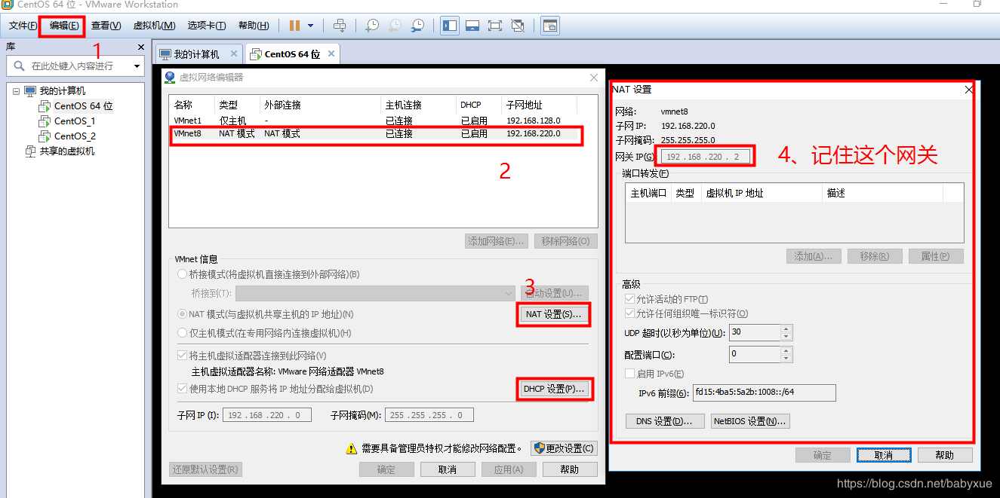 CentOS 64 位 - VMware Workstation
文件(F) 编辑(E) 查看(V) 虚拟机(M) 选项卡(T) 帮助(H)
1
库
在此处键入内容进行
我的计算机
CentOS 64 位
CentOS_1
CentOS_2
共享的虚拟机
我的计算机 CentOS 64 位
虚拟网络编辑器
名称 类型 外部连接 主机连接 DHCP 子网地址
VMnet1 仅主机 - 已连接 已启用 192.168.128.0
VMnet8 NAT 模式 NAT 模式 已连接 已启用 192.168.220.0
2
添加网络(E)... 移除网络(O)
VMnet 信息
桥接模式(将虚拟机直接连接到外部网络)(B)
桥接到(T): 自动设置(U)...
3
NAT 模式(与虚拟机共享主机的 IP 地址)(N) NAT 设置(S)...
仅主机模式(在专用网络内连接虚拟机)(H)
将主机虚拟适配器连接到此网络(V)
主机虚拟适配器名称: VMware 网络适配器 VMnet8
使用本地 DHCP 服务将 IP 地址分配给虚拟机(D) DHCP 设置(P)...
子网 IP (I): 192 . 168 . 220 . 0 子网掩码(M): 255 . 255 . 255 . 0
需要具备管理员特权才能修改网络配置。 更改设置(C)
还原默认设置(R) 确定 取消 应用(A) 帮助
NAT 设置
网络: vmnet8
子网 IP: 192.168.220.0
子网掩码: 255.255.255.0
网关 IP(G): 192 . 168 . 220 . 2
4、记住这个网关
端口转发(F)
主机端口 类型 虚拟机 IP 地址 描述
添加(A)... 移除(R) 属性(P)
高级
允许活动的 FTP(T)
允许任何组织唯一标识符(O)
UDP 超时(以秒为单位)(U): 30
配置端口(C): 0
启用 IPv6(E)
IPv6 前缀(6): fd15:4ba5:5a2b:1008::/64
DNS 设置(D)... NetBIOS 设置(N)...
确定 取消 帮助
https://blog.csdn.net/babyxue